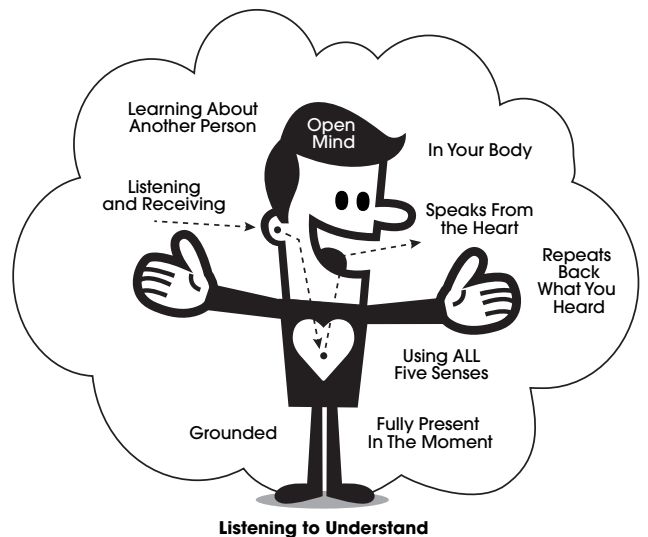 Learning About
Another Person
Open
Mind
In Your Body
Listening
and Receiving
Speaks From
the Heart
Repeats
Back
What You
Heard
Using ALL
Five Senses
Grounded
Fully Present
In The Moment
Listening to Understand